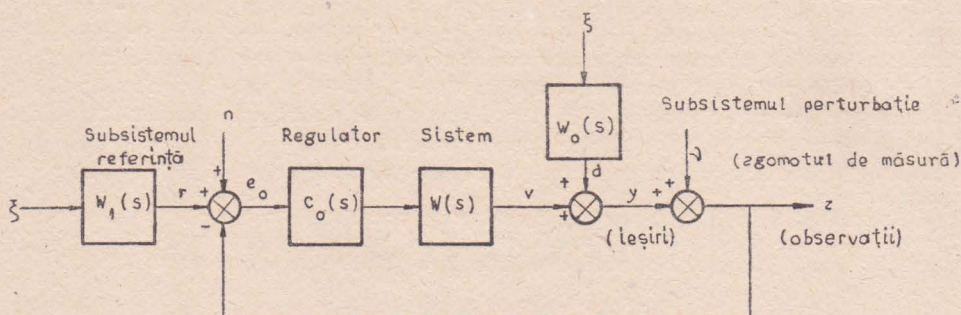 ξ
W₀(s)
Subsistemul perturbație
Subsistemul
referință
n
Regulator
Sistem
d
ν
(zgomotul de măsură)
ξ
W₁(s)
r
+
+
-
e₀
C₀(s)
W(s)
v
+
+
y
+
+
z
(ieșiri)
(observații)